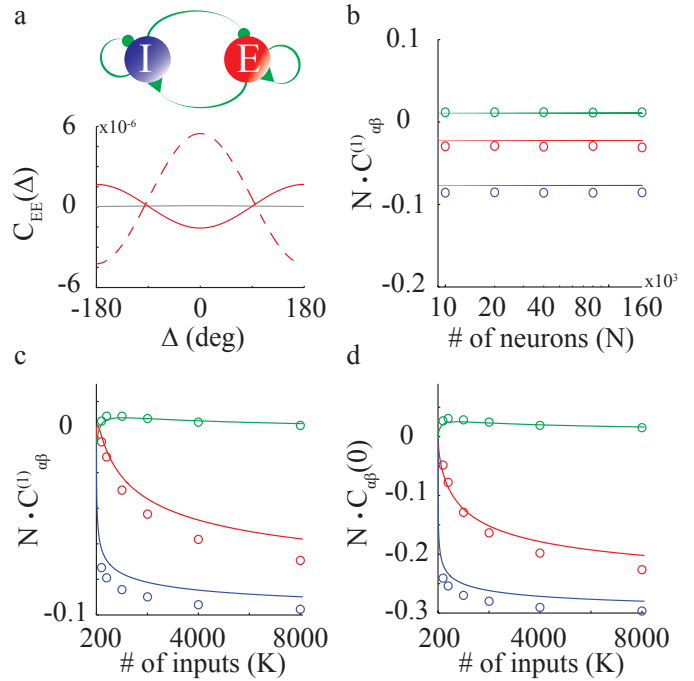 a
I E
x10⁻⁶
6
0
-6
C_EE(Δ)
-180 0 180
Δ (deg)
b
0.1
0
-0.1
-0.2
N · C⁽¹⁾_αβ
x10³
10 20 40 80 160
# of neurons (N)
c
0
-0.1
N · C⁽¹⁾_αβ
200 4000 8000
# of inputs (K)
d
0
-0.1
-0.2
-0.3
N · C_αβ(0)
200 4000 8000
# of inputs (K)